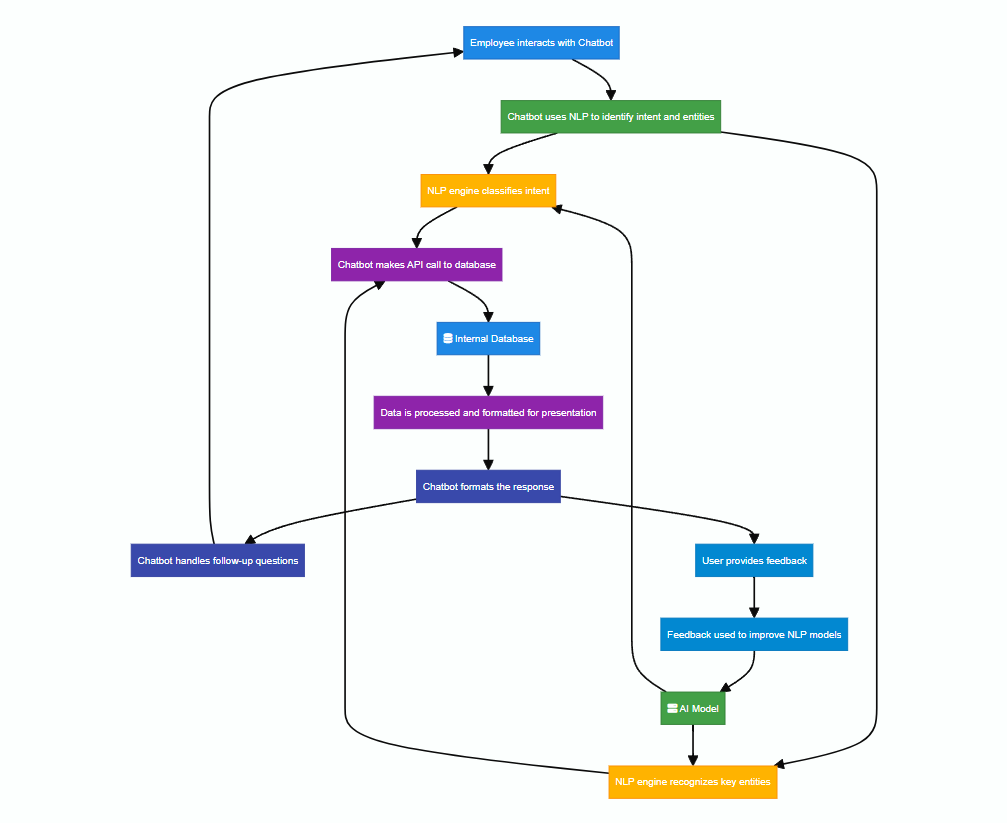 Employee interacts with Chatbot
Chatbot uses NLP to identify intent and entities
NLP engine classifies intent
Chatbot makes API call to database
Internal Database
Data is processed and formatted for presentation
Chatbot formats the response
Chatbot handles follow-up questions
User provides feedback
Feedback used to improve NLP models
AI Model
NLP engine recognizes key entities